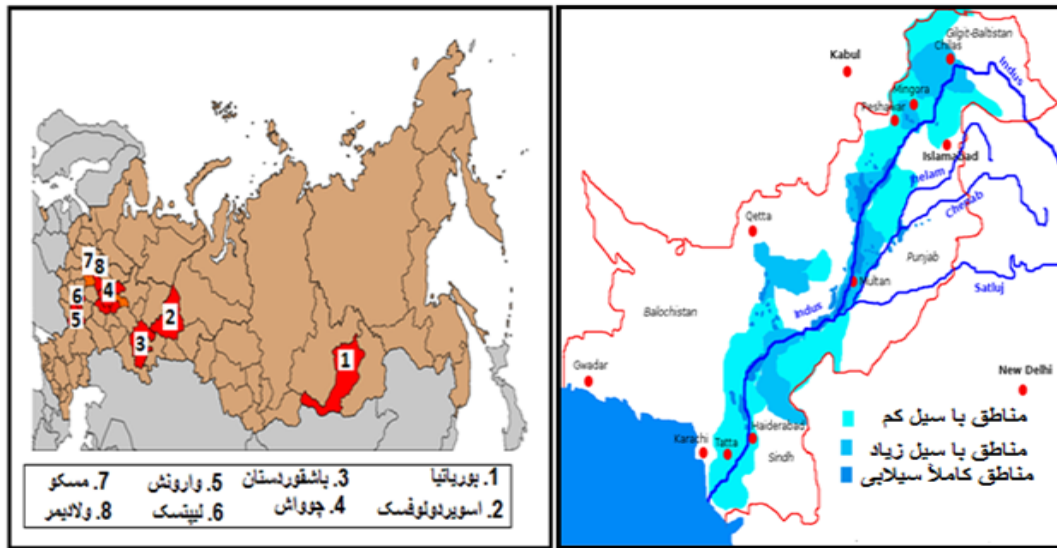 7
8
6
4
5
2
3
1
1. بوریاتیا
3. باشقوردستان
5. وارونش
7. مسکو
2. اسویردولوفسک
4. چوواش
6. لیپتسک
8. ولادیمر
Gilgit-Baltistan
Chilas
Kabul
Indus
Mingora
Peshawar
Islamabad
Jhelam
Chenab
Qetta
Punjab
Multan
Satluj
Indus
Balochistan
Gwadar
New Delhi
مناطق با سیل کم
Haiderabad
Karachi
Tatta
مناطق با سیل زیاد
Sindh
مناطق کاملاً سیلابی